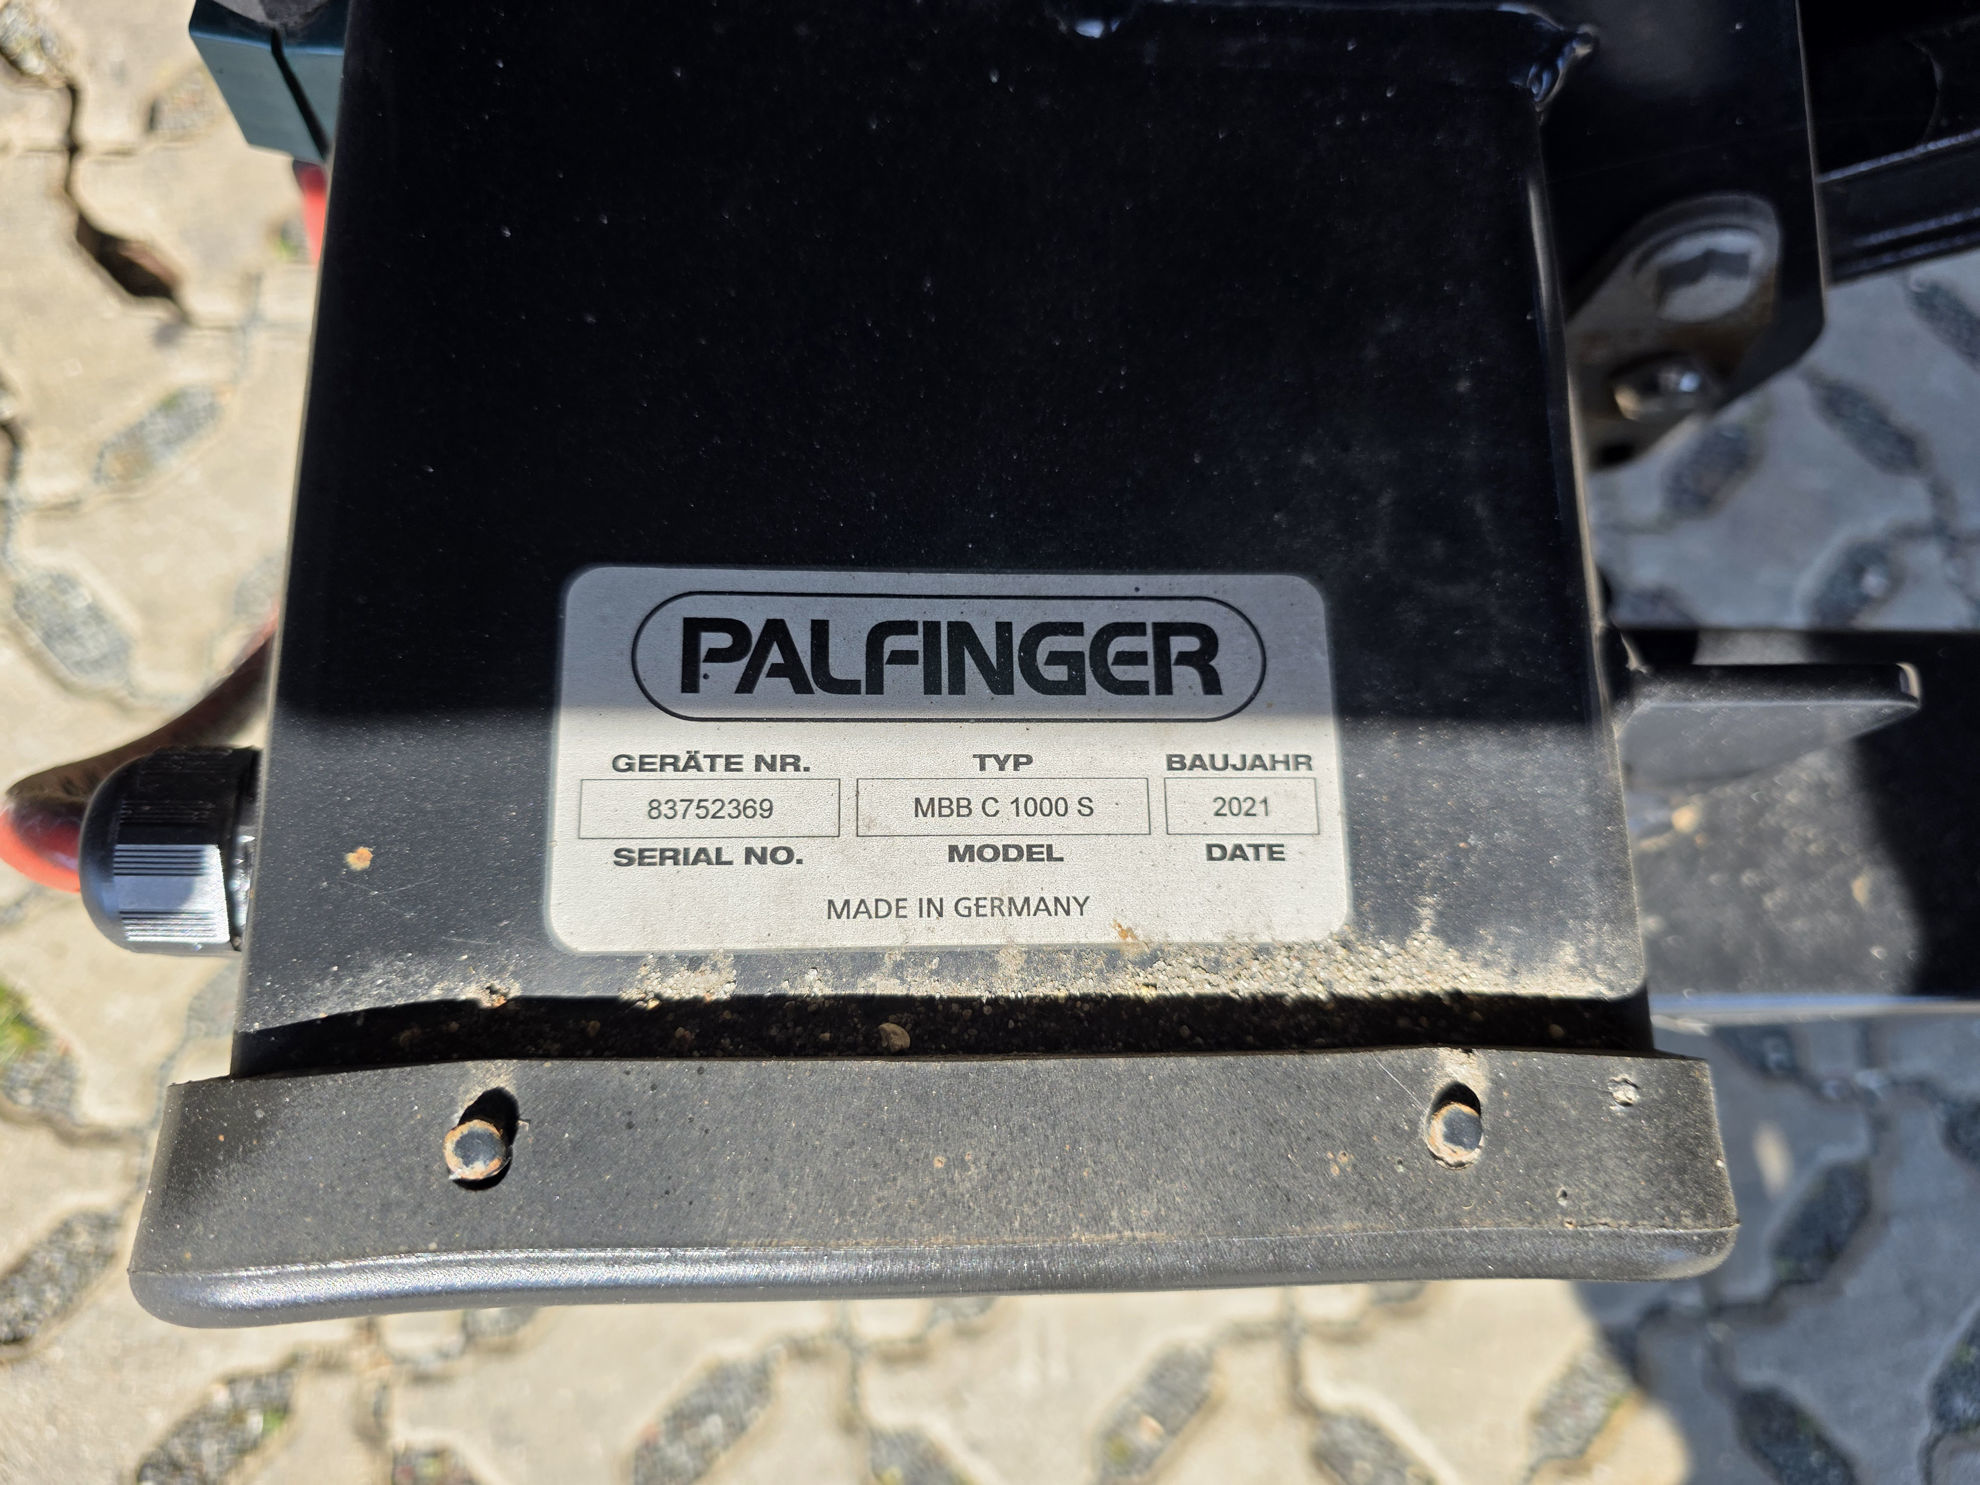 PALFINGER
GERÄTE NR. TYP BAUJAHR
83752369 MBB C 1000 S 2021
SERIAL NO. MODEL DATE
MADE IN GERMANY